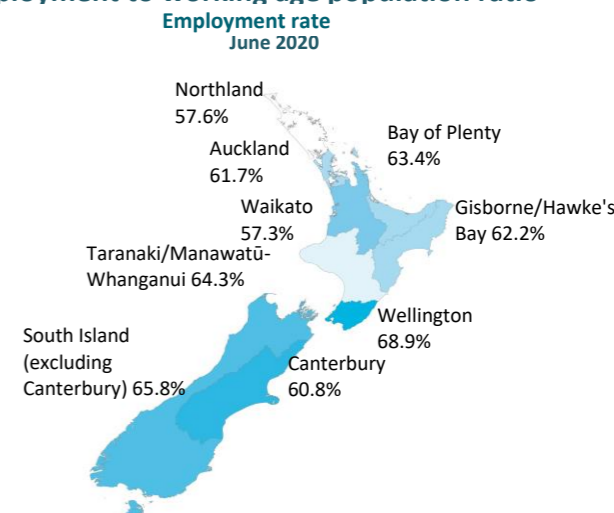 Employment rate
June 2020
Northland
57.6%
Auckland
61.7%
Bay of Plenty
63.4%
Waikato
57.3%
Gisborne/Hawke's
Bay 62.2%
Taranaki/Manawatū-
Whanganui 64.3%
Wellington
68.9%
South Island
(excluding
Canterbury) 65.8%
Canterbury
60.8%